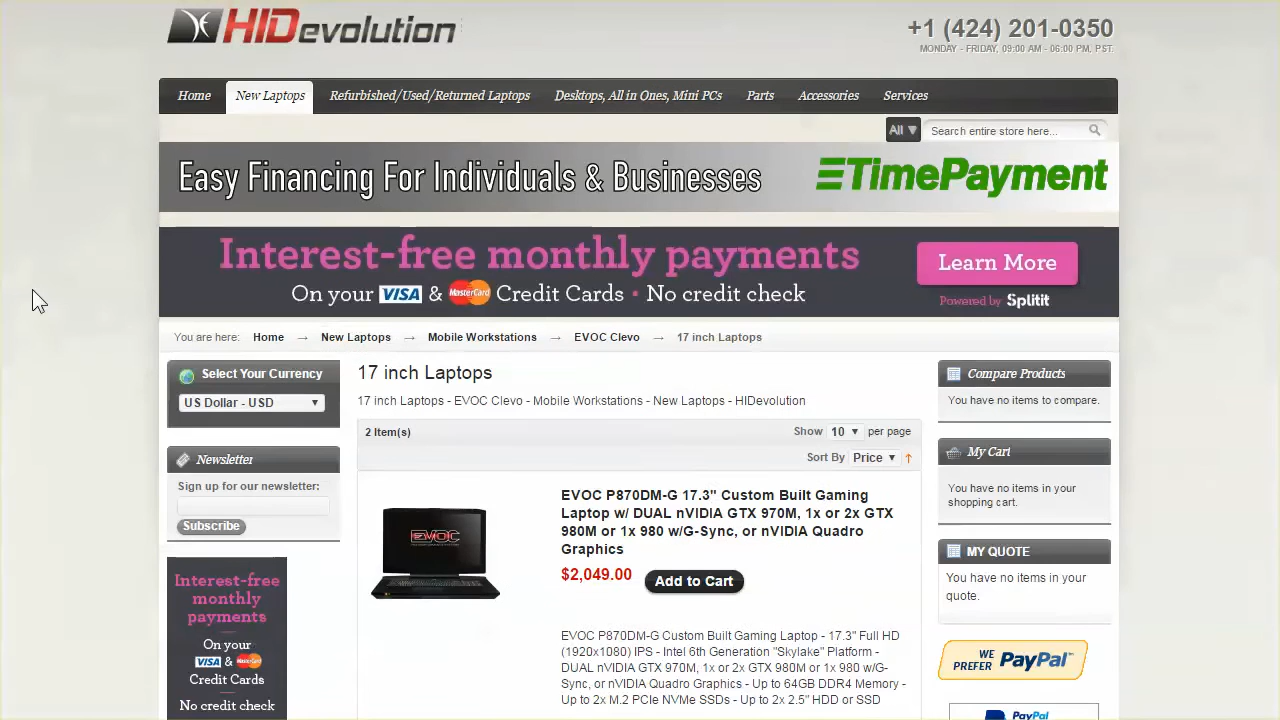 HIDevolution
+1 (424) 201-0350
MONDAY - FRIDAY, 09:00 AM - 06:00 PM, PST.
Home New Laptops Refurbished/Used/Returned Laptops Desktops, All in Ones, Mini PCs Parts Accessories Services
All ▼ Search entire store here...
Easy Financing For Individuals & Businesses TimePayment
Interest-free monthly payments
On your VISA & MasterCard Credit Cards • No credit check
Learn More
Powered by Splitit
You are here: Home → New Laptops → Mobile Workstations → EVOC Clevo → 17 inch Laptops
Select Your Currency
US Dollar - USD ▼
Newsletter
Sign up for our newsletter:
Subscribe
Interest-free
monthly
payments
On your
VISA & MasterCard
Credit Cards
No credit check
17 inch Laptops
17 inch Laptops - EVOC Clevo - Mobile Workstations - New Laptops - HIDevolution
2 Item(s)
Show 10 ▼ per page
Sort By Price ▼ ↑
EVOC
EVOC P870DM-G 17.3" Custom Built Gaming
Laptop w/ DUAL nVIDIA GTX 970M, 1x or 2x GTX
980M or 1x 980 w/G-Sync, or nVIDIA Quadro
Graphics
$2,049.00 Add to Cart
EVOC P870DM-G Custom Built Gaming Laptop - 17.3" Full HD
(1920x1080) IPS - Intel 6th Generation "Skylake" Platform -
DUAL nVIDIA GTX 970M, 1x or 2x GTX 980M or 1x 980 w/G-
Sync, or nVIDIA Quadro Graphics - Up to 64GB DDR4 Memory -
Up to 2x M.2 PCIe NVMe SSDs - Up to 2x 2.5" HDD or SSD
Compare Products
You have no items to compare.
My Cart
You have no items in your
shopping cart.
MY QUOTE
You have no items in your
quote.
WE
PREFER PayPal
PayPal